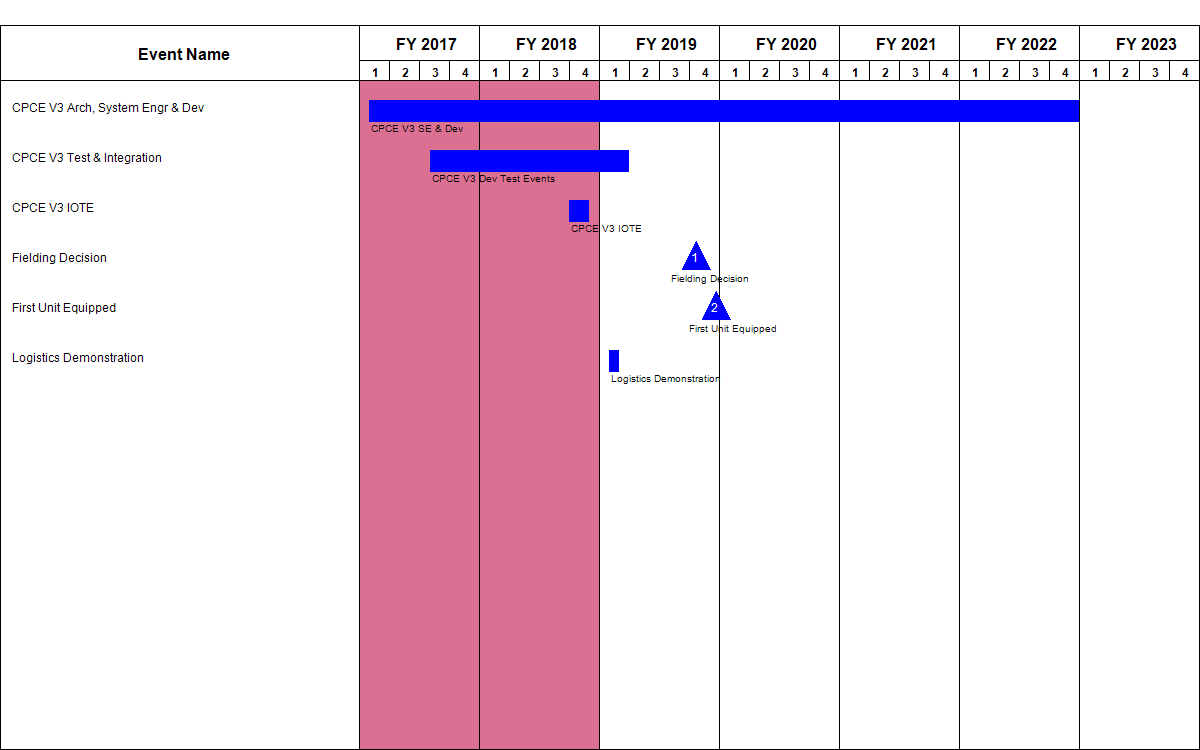 Event Name
FY 2017 FY 2018 FY 2019 FY 2020 FY 2021 FY 2022 FY 2023
1 2 3 4 1 2 3 4 1 2 3 4 1 2 3 4 1 2 3 4 1 2 3 4 1 2 3 4
CPCE V3 Arch, System Engr & Dev
CPCE V3 SE & Dev
CPCE V3 Test & Integration
CPCE V3 Dev Test Events
CPCE V3 IOTE
CPCE V3 IOTE
Fielding Decision
1
Fielding Decision
First Unit Equipped
2
First Unit Equipped
Logistics Demonstration
Logistics Demonstration